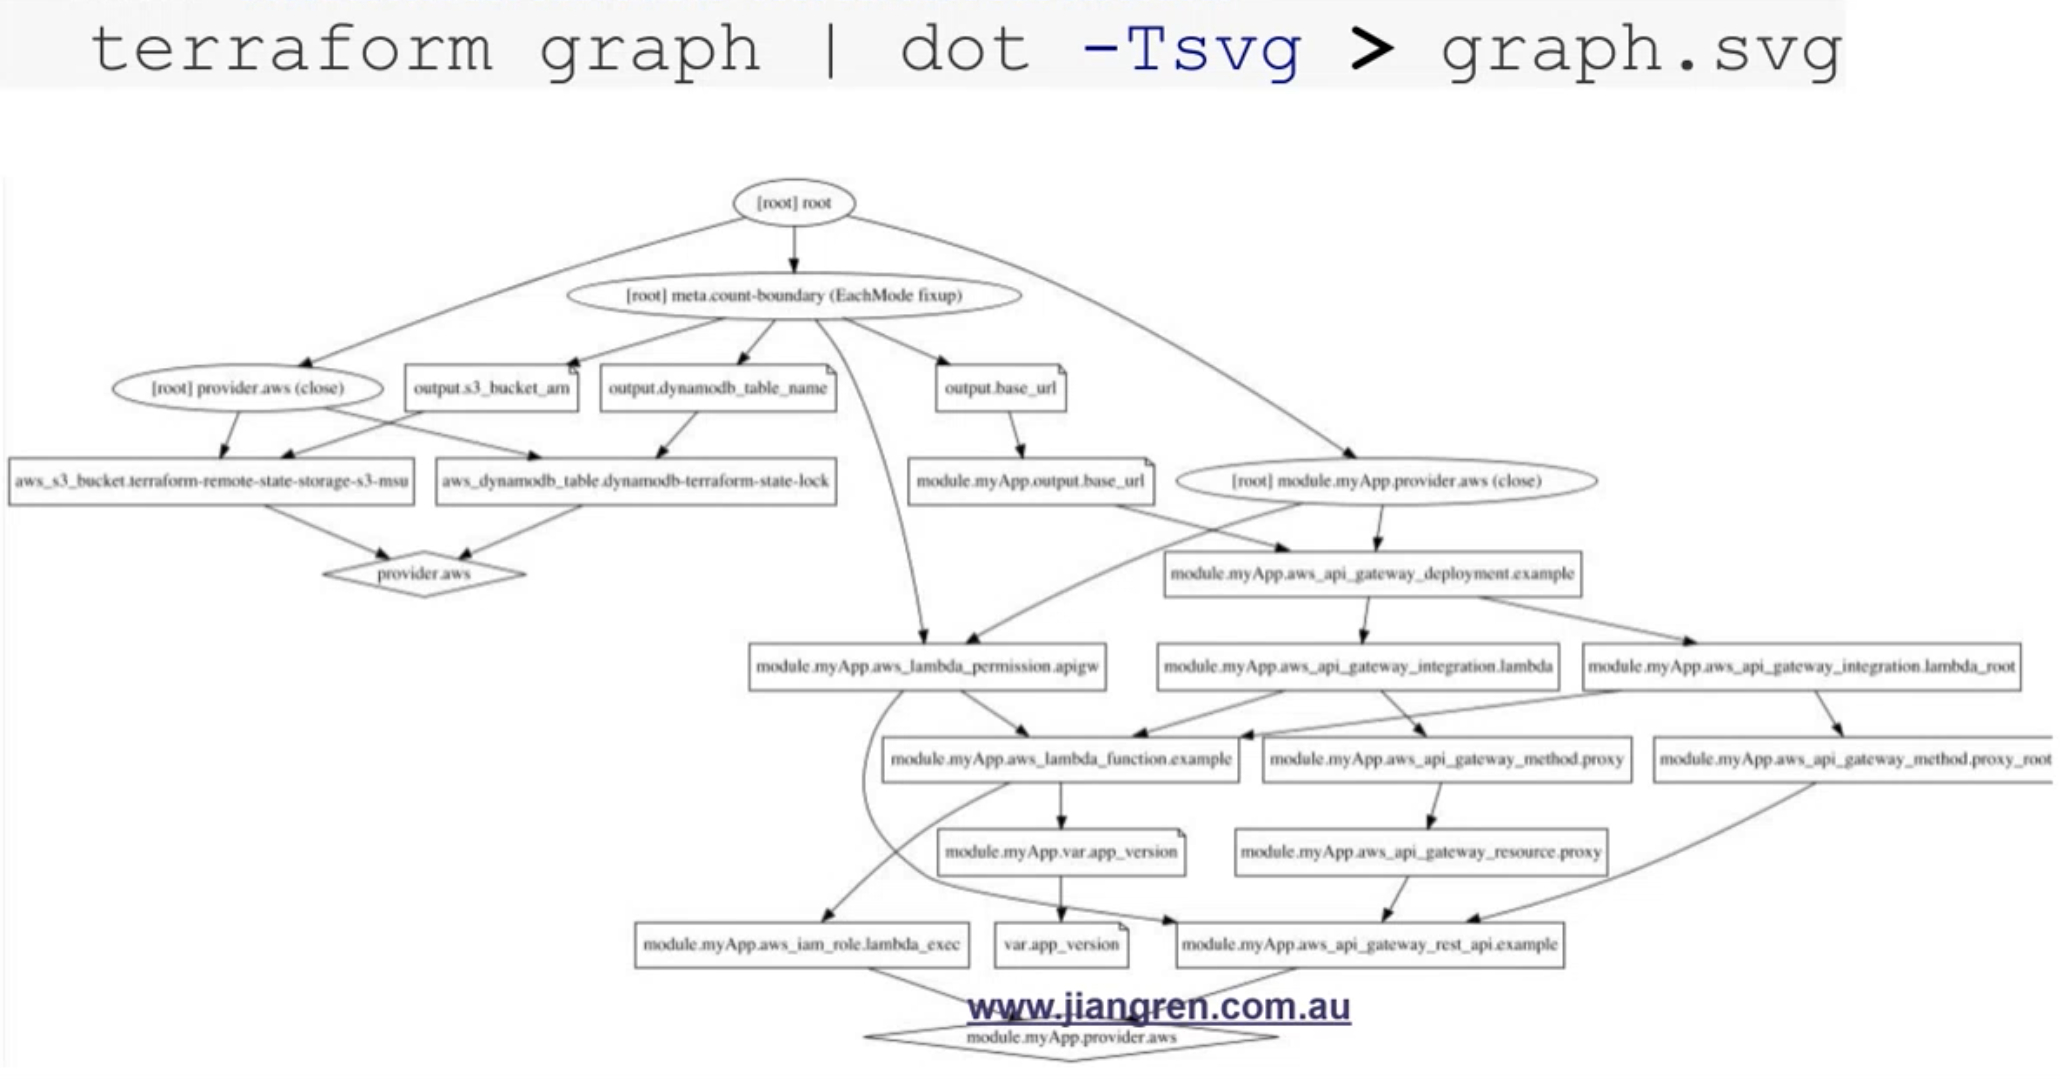 terraform graph | dot -Tsvg > graph.svg
[root] root
[root] meta.count-boundary (EachMode fixup)
[root] provider.aws (close)
output.s3_bucket_arn
output.dynamodb_table_name
output.base_url
aws_s3_bucket.terraform-remote-state-storage-s3-msu
aws_dynamodb_table.dynamodb-terraform-state-lock
module.myApp.output.base_url
[root] module.myApp.provider.aws (close)
provider.aws
module.myApp.aws_api_gateway_deployment.example
module.myApp.aws_lambda_permission.apigw
module.myApp.aws_api_gateway_integration.lambda
module.myApp.aws_api_gateway_integration.lambda_root
module.myApp.aws_lambda_function.example
module.myApp.aws_api_gateway_method.proxy
module.myApp.aws_api_gateway_method.proxy_root
module.myApp.var.app_version
module.myApp.aws_api_gateway_resource.proxy
module.myApp.aws_iam_role.lambda_exec
var.app_version
module.myApp.aws_api_gateway_rest_api.example
www.jiangren.com.au
module.myApp.provider.aws